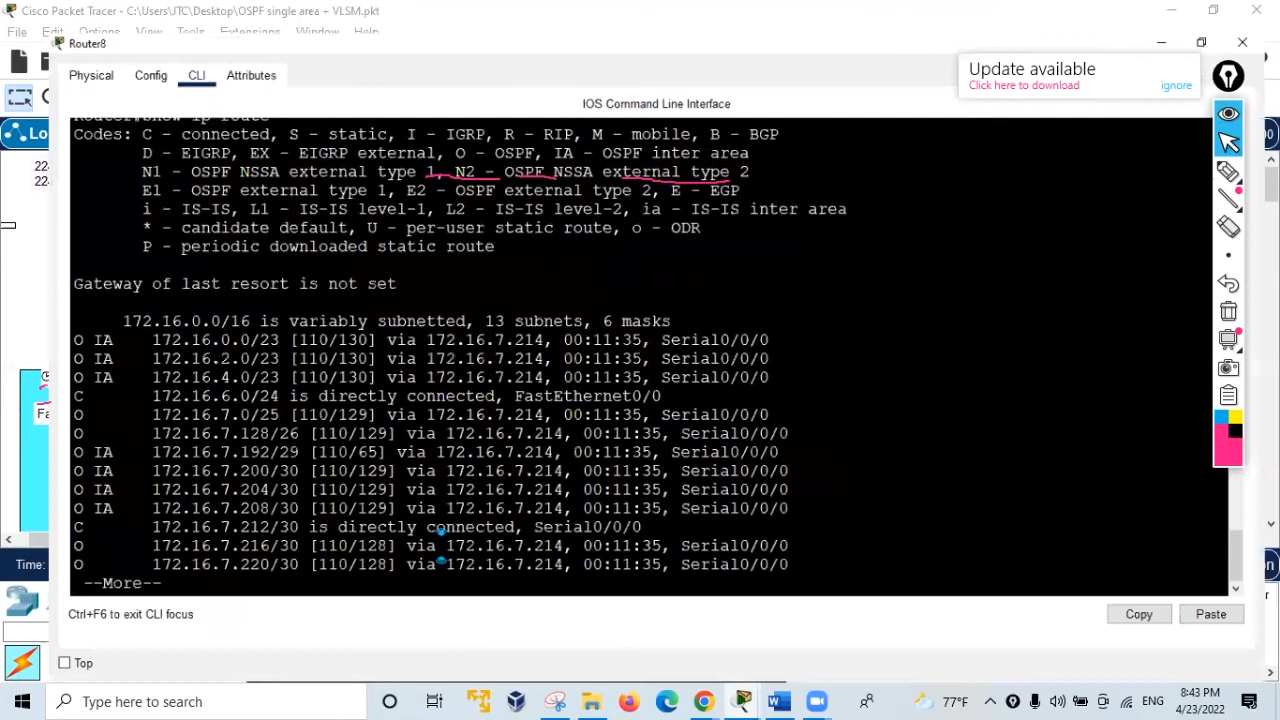 Cisco Packet Tracer - C:\Users\JTC\Desktop\OSPF single area + VLSM.pkt
File Edit Options View Tools Extensions Window Help
Router8
Physical Config CLI Attributes
Update available
Click here to download ignore
IOS Command Line Interface
Router#show ip route
Codes: C - connected, S - static, I - IGRP, R - RIP, M - mobile, B - BGP
D - EIGRP, EX - EIGRP external, O - OSPF, IA - OSPF inter area
N1 - OSPF NSSA external type 1, N2 - OSPF NSSA external type 2
E1 - OSPF external type 1, E2 - OSPF external type 2, E - EGP
i - IS-IS, L1 - IS-IS level-1, L2 - IS-IS level-2, ia - IS-IS inter area
* - candidate default, U - per-user static route, o - ODR
P - periodic downloaded static route
Gateway of last resort is not set
172.16.0.0/16 is variably subnetted, 13 subnets, 6 masks
O IA 172.16.0.0/23 [110/130] via 172.16.7.214, 00:11:35, Serial0/0/0
O IA 172.16.2.0/23 [110/130] via 172.16.7.214, 00:11:35, Serial0/0/0
O IA 172.16.4.0/23 [110/130] via 172.16.7.214, 00:11:35, Serial0/0/0
C 172.16.6.0/24 is directly connected, FastEthernet0/0
O 172.16.7.0/25 [110/129] via 172.16.7.214, 00:11:35, Serial0/0/0
O 172.16.7.128/26 [110/129] via 172.16.7.214, 00:11:35, Serial0/0/0
O IA 172.16.7.192/29 [110/65] via 172.16.7.214, 00:11:35, Serial0/0/0
O IA 172.16.7.200/30 [110/129] via 172.16.7.214, 00:11:35, Serial0/0/0
O IA 172.16.7.204/30 [110/129] via 172.16.7.214, 00:11:35, Serial0/0/0
O IA 172.16.7.208/30 [110/129] via 172.16.7.214, 00:11:35, Serial0/0/0
C 172.16.7.212/30 is directly connected, Serial0/0/0
O 172.16.7.216/30 [110/128] via 172.16.7.214, 00:11:35, Serial0/0/0
O 172.16.7.220/30 [110/128] via 172.16.7.214, 00:11:35, Serial0/0/0
--More--
Time:
Ctrl+F6 to exit CLI focus Copy Paste
Top
Type here to search 77°F ENG 8:43 PM
4/23/2022